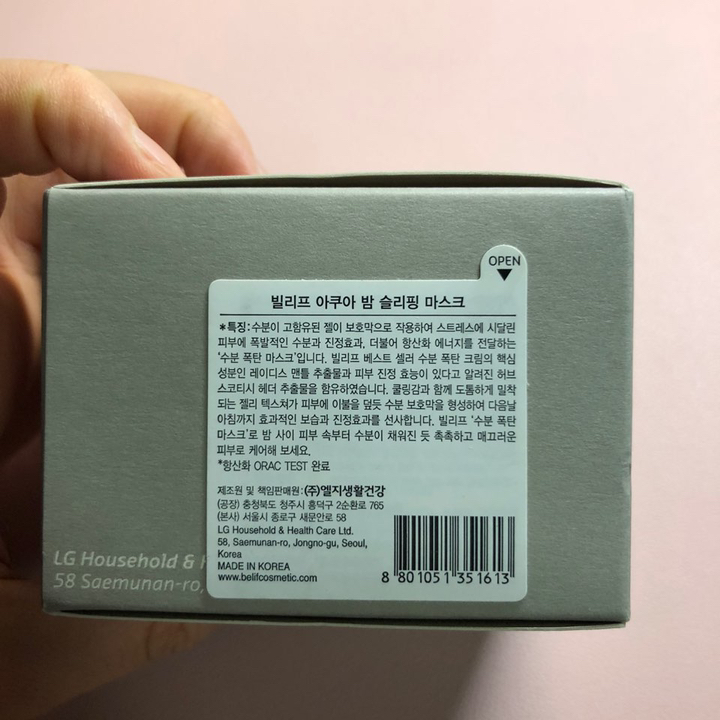 OPEN
빌리프 아쿠아 밤 슬리핑 마스크
*특징:수분이 고함유된 젤이 보호막으로 작용하여 스트레스에 시달린
피부에 폭발적인 수분과 진정효과, 더불어 항산화 에너지를 전달하는
'수분 폭탄 마스크'입니다. 빌리프 베스트 셀러 수분 폭탄 크림의 핵심
성분인 레이디스 맨틀 추출물과 피부 진정 효능이 있다고 알려진 허브
스코티시 헤더 추출물을 함유하였습니다. 쿨링감과 함께 도톰하게 밀착
되는 젤리 텍스쳐가 피부에 이불을 덮듯 수분 보호막을 형성하여 다음날
아침까지 효과적인 보습과 진정효과를 선사합니다. 빌리프 '수분 폭탄
마스크'로 밤 사이 피부 속부터 수분이 채워진 듯 촉촉하고 매끄러운
피부로 케어해 보세요.
*항산화 ORAC TEST 완료
제조원 및 책임판매원:(주)엘지생활건강
(공장) 충청북도 청주시 흥덕구 2순환로 765
(본사) 서울시 종로구 새문안로 58
LG Household & Health Care Ltd.
58, Saemunan-ro, Jongno-gu, Seoul,
Korea
MADE IN KOREA
www.belifcosmetic.com
8 801051 351613
LG Household &
58 Saemunan-ro,